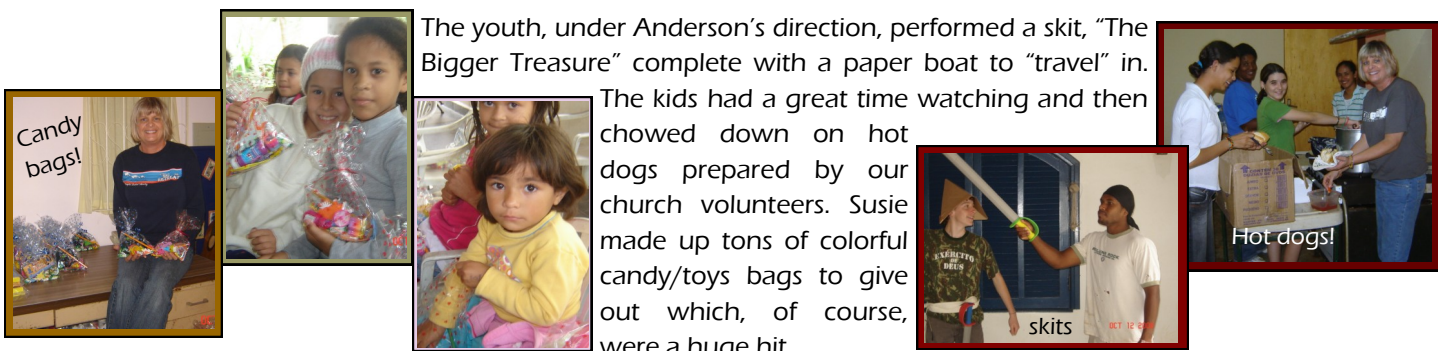 The youth, under Anderson's direction, performed a skit, "The
Bigger Treasure" complete with a paper boat to "travel" in.
The kids had a great time watching and then
chowed down on hot
dogs prepared by our
church volunteers. Susie
made up tons of colorful
candy/toys bags to give
out which, of course,
were a huge hit
Candy
bags!
Hot dogs!
EXERCITO
DE
DEUS
skits
OCT 12